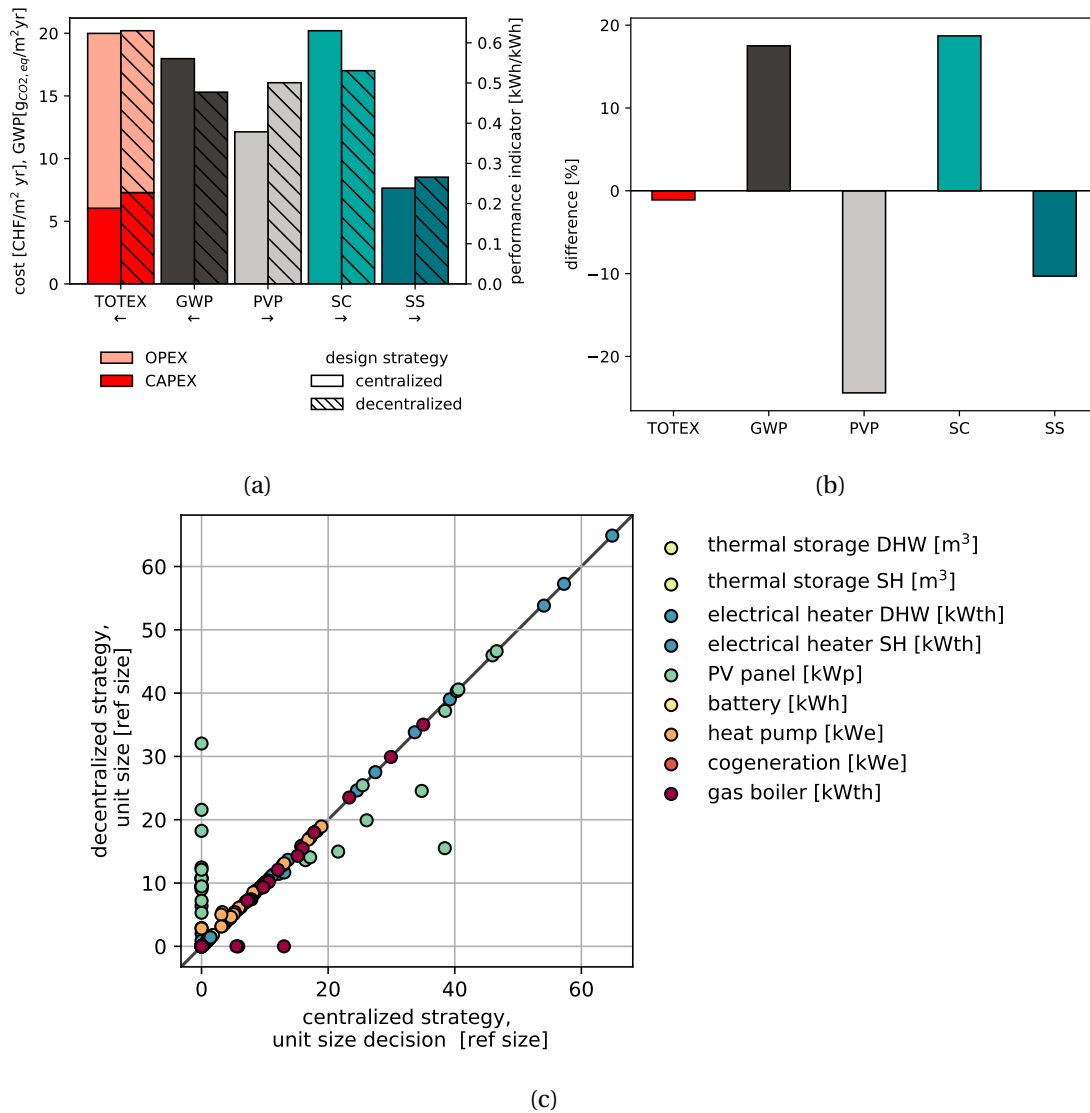 cost [CHF/m² yr], GWP[g_{CO2,eq}/m²yr]
20
15
10
5
0
0.6
0.5
0.4
0.3
0.2
0.1
0.0
performance indicator [kWh/kWh]
TOTEX GWP PVP SC SS
← ← → → →
OPEX
CAPEX
design strategy
centralized
decentralized
(a)
difference [%]
20
10
0
−10
−20
TOTEX GWP PVP SC SS
(b)
decentralized strategy,
unit size [ref size]
60
50
40
30
20
10
0
0 20 40 60
centralized strategy,
unit size decision [ref size]
thermal storage DHW [m³]
thermal storage SH [m³]
electrical heater DHW [kWth]
electrical heater SH [kWth]
PV panel [kWp]
battery [kWh]
heat pump [kWe]
cogeneration [kWe]
gas boiler [kWth]
(c)